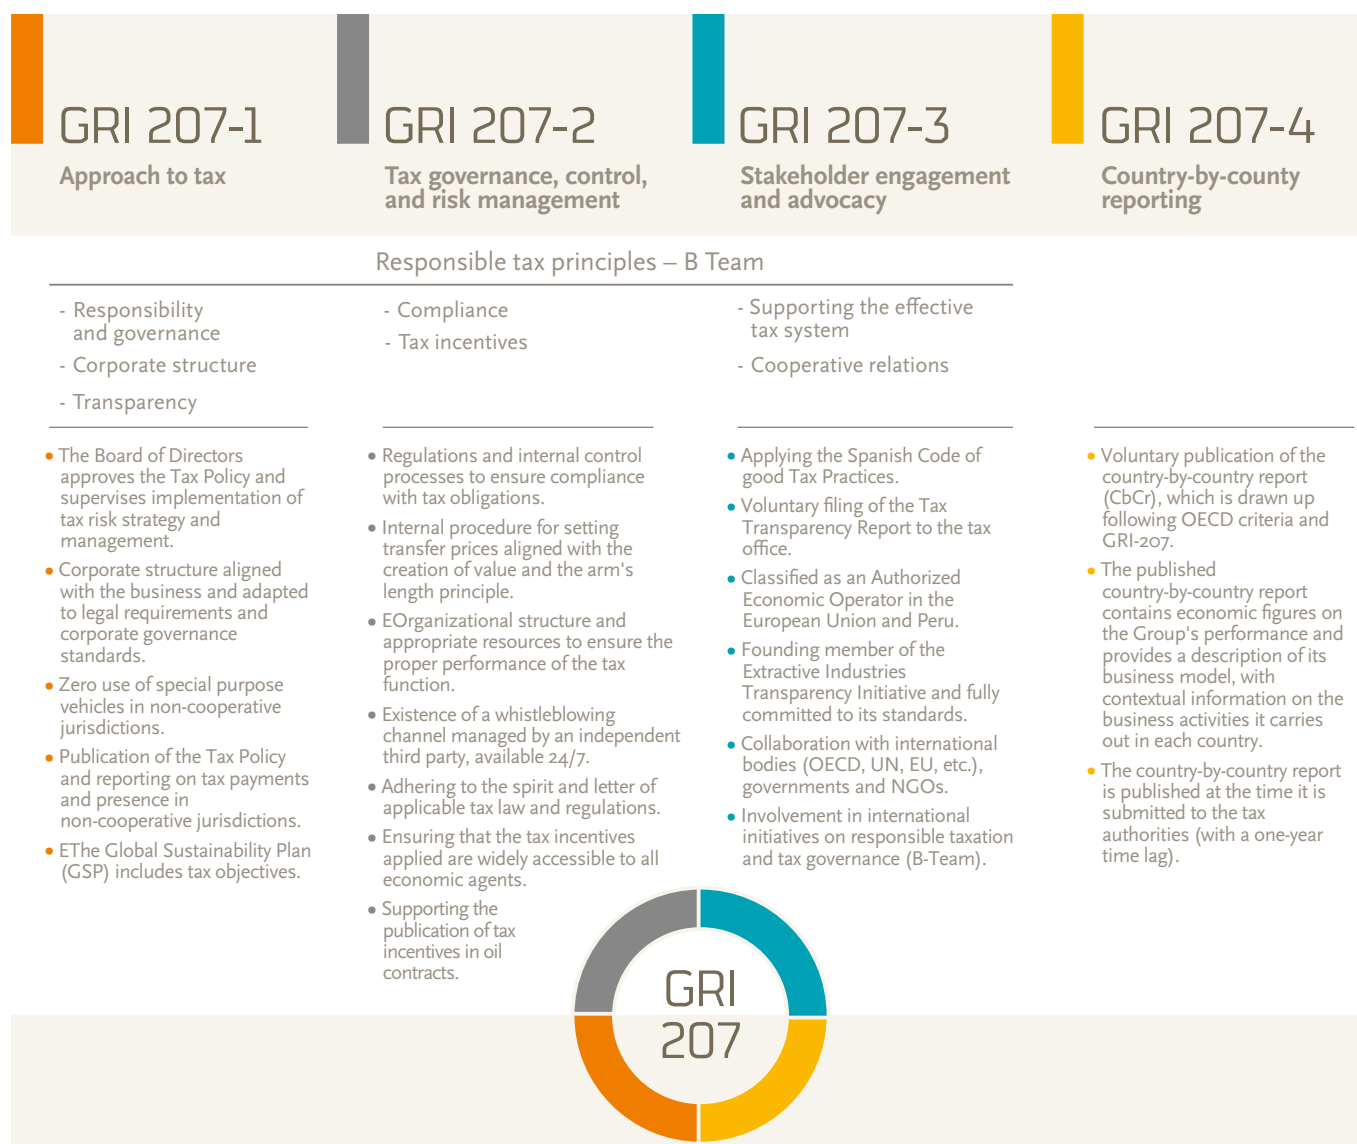 GRI 207-1
Approach to tax
GRI 207-2
Tax governance, control,
and risk management
GRI 207-3
Stakeholder engagement
and advocacy
GRI 207-4
Country-by-county
reporting
Responsible tax principles – B Team
- Responsibility
and governance
- Corporate structure
- Transparency
- Compliance
- Tax incentives
- Supporting the effective
tax system
- Cooperative relations
• The Board of Directors
approves the Tax Policy and
supervises implementation of
tax risk strategy and
management.
• Corporate structure aligned
with the business and adapted
to legal requirements and
corporate governance
standards.
• Zero use of special purpose
vehicles in non-cooperative
jurisdictions.
• Publication of the Tax Policy
and reporting on tax payments
and presence in
non-cooperative jurisdictions.
• EThe Global Sustainability Plan
(GSP) includes tax objectives.
• Regulations and internal control
processes to ensure compliance
with tax obligations.
• Internal procedure for setting
transfer prices aligned with the
creation of value and the arm's
length principle.
• EOrganizational structure and
appropriate resources to ensure the
proper performance of the tax
function.
• Existence of a whistleblowing
channel managed by an independent
third party, available 24/7.
• Adhering to the spirit and letter of
applicable tax law and regulations.
• Ensuring that the tax incentives
applied are widely accessible to all
economic agents.
• Supporting the
publication of tax
incentives in oil
contracts.
• Applying the Spanish Code of
good Tax Practices.
• Voluntary filing of the Tax
Transparency Report to the tax
office.
• Classified as an Authorized
Economic Operator in the
European Union and Peru.
• Founding member of the
Extractive Industries
Transparency Initiative and fully
committed to its standards.
• Collaboration with international
bodies (OECD, UN, EU, etc.),
governments and NGOs.
• Involvement in international
initiatives on responsible taxation
and tax governance (B-Team).
• Voluntary publication of the
country-by-country report
(CbCr), which is drawn up
following OECD criteria and
GRI-207.
• The published
country-by-country report
contains economic figures on
the Group's performance and
provides a description of its
business model, with
contextual information on the
business activities it carries
out in each country.
• The country-by-country report
is published at the time it is
submitted to the tax
authorities (with a one-year
time lag).
GRI
207